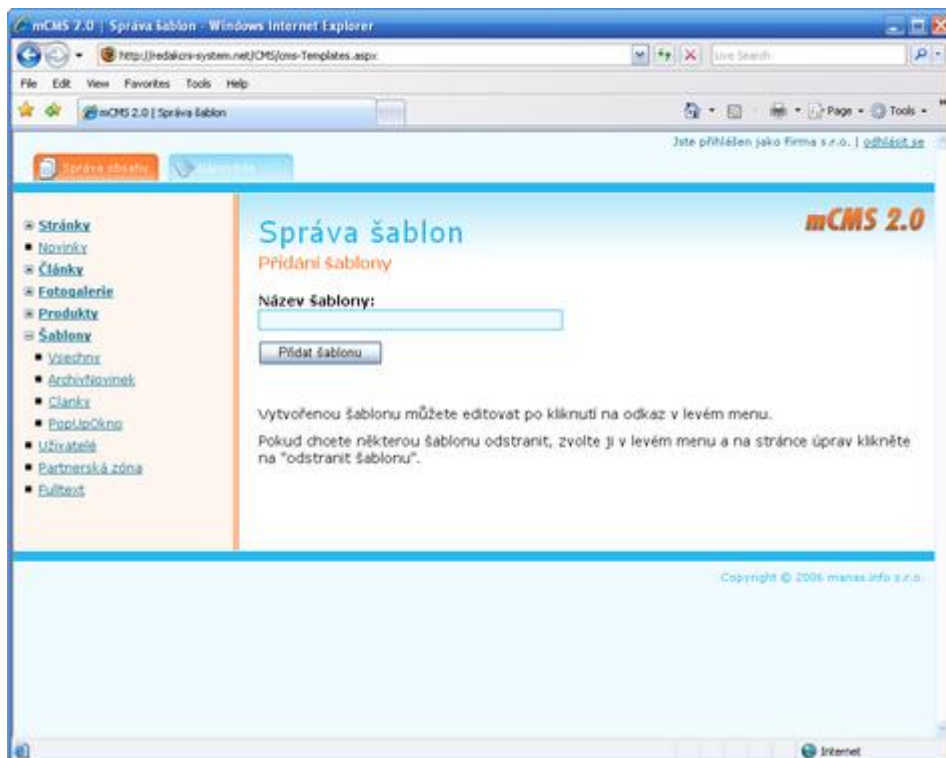 mCMS 2.0 | Správa šablon - Windows Internet Explorer
http://redakcni-system.net/CMS/cms-Templates.aspx
Live Search
File Edit View Favorites Tools Help
mCMS 2.0 | Správa šablon
Page Tools
Jste přihlášen jako Firma s.r.o. | odhlásit se
Správa obsahu
mCMS 2.0
Stránky
Novinky
Články
Fotogalerie
Produkty
Šablony
Vsechny
ArchivNovinek
Clanky
PopUpOkno
Uživatelé
Partnerská zóna
Fulltext
Správa šablon
Přidání šablony
Název šablony:
Přidat šablonu
Vytvořenou šablonu můžete editovat po kliknutí na odkaz v levém menu.
Pokud chcete některou šablonu odstranit, zvolte ji v levém menu a na stránce úprav klikněte
na "odstranit šablonu".
Copyright © 2006 manas.info s.r.o.
Internet